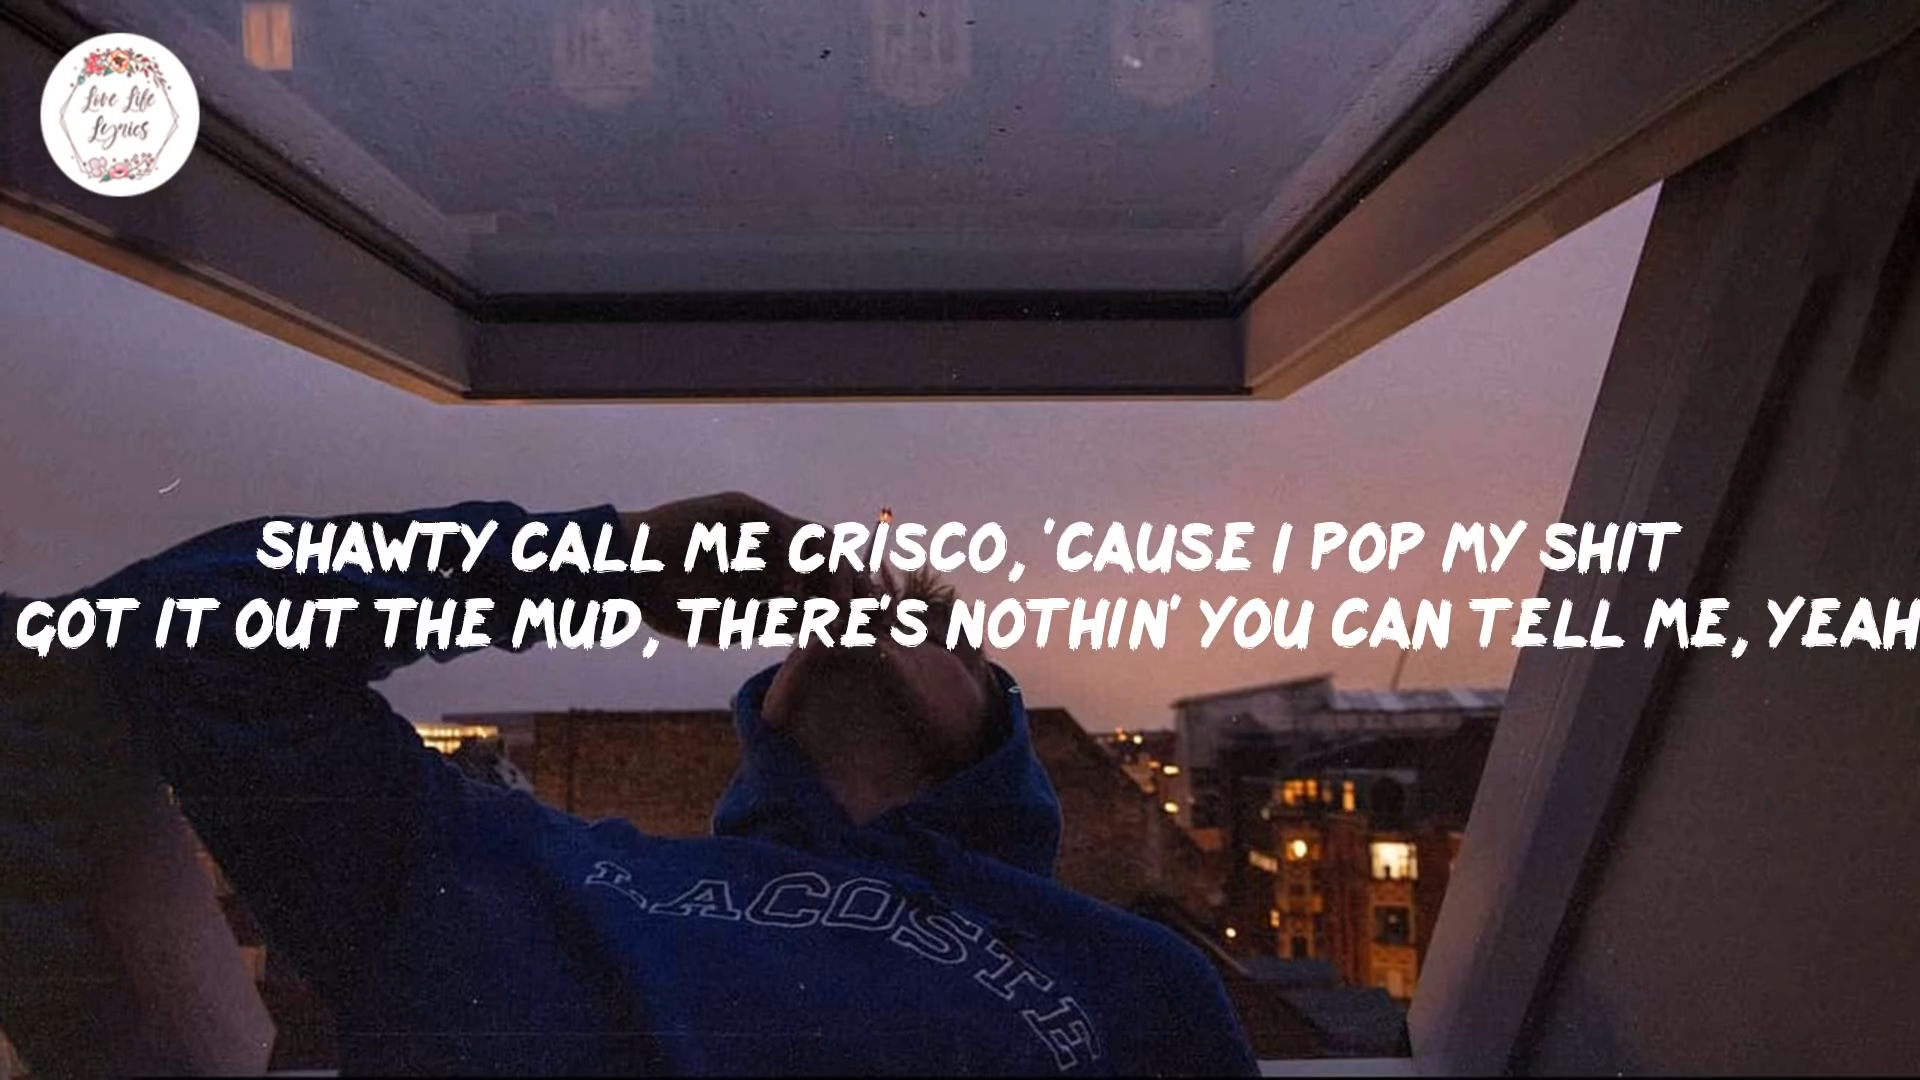 Love Life
Lyrics
SHAWTY CALL ME CRISCO, 'CAUSE I POP MY SHIT
GOT IT OUT THE MUD, THERE'S NOTHIN' YOU CAN TELL ME, YEAH
LACOSTE